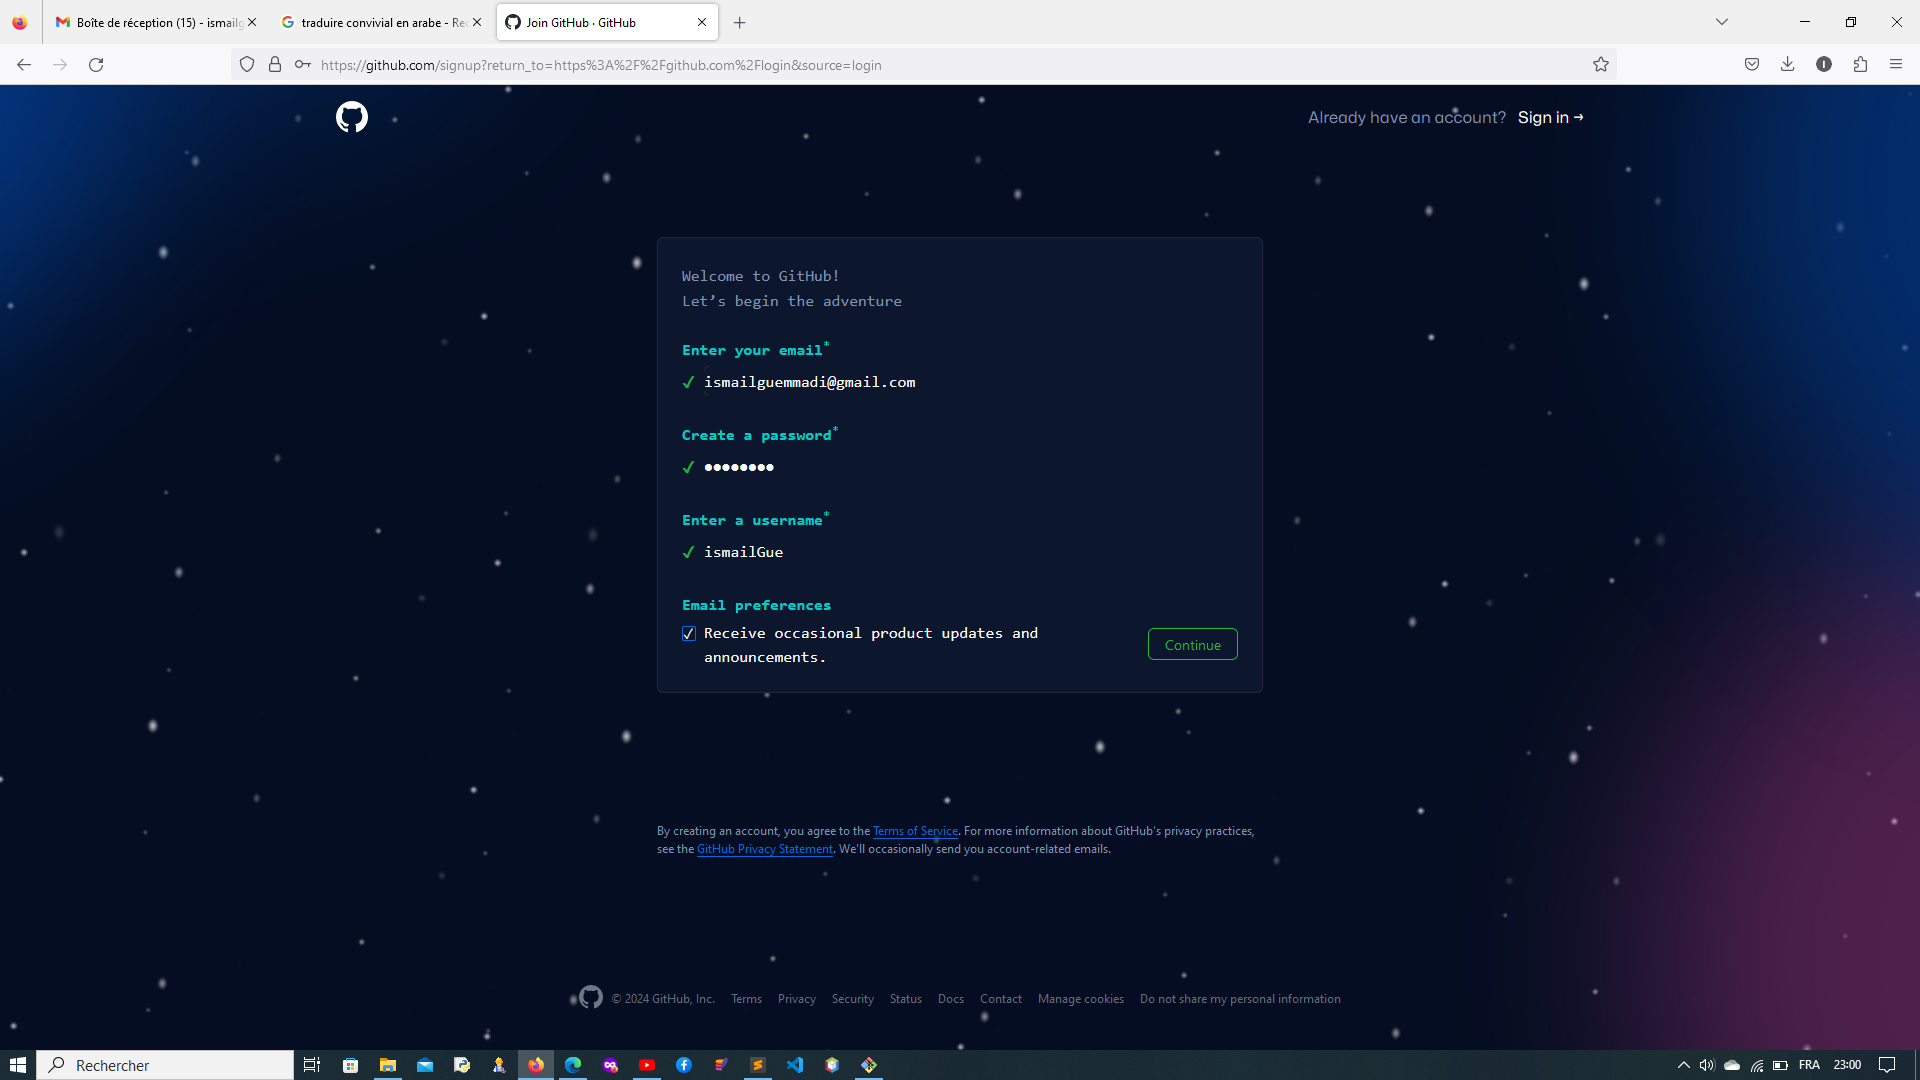 Boîte de réception (15) - ismailg
traduire convivial en arabe - Rec
Join GitHub · GitHub
https://github.com/signup?return_to=https%3A%2F%2Fgithub.com%2Flogin&source=login
Already have an account? Sign in →
Welcome to GitHub!
Let’s begin the adventure
Enter your email*
✓ ismailguemmadi@gmail.com
Create a password*
✓ ●●●●●●●●
Enter a username*
✓ ismailGue
Email preferences
Receive occasional product updates and
announcements.
Continue
By creating an account, you agree to the Terms of Service. For more information about GitHub's privacy practices,
see the GitHub Privacy Statement. We'll occasionally send you account-related emails.
© 2024 GitHub, Inc. Terms Privacy Security Status Docs Contact Manage cookies Do not share my personal information
Rechercher
FRA 23:00